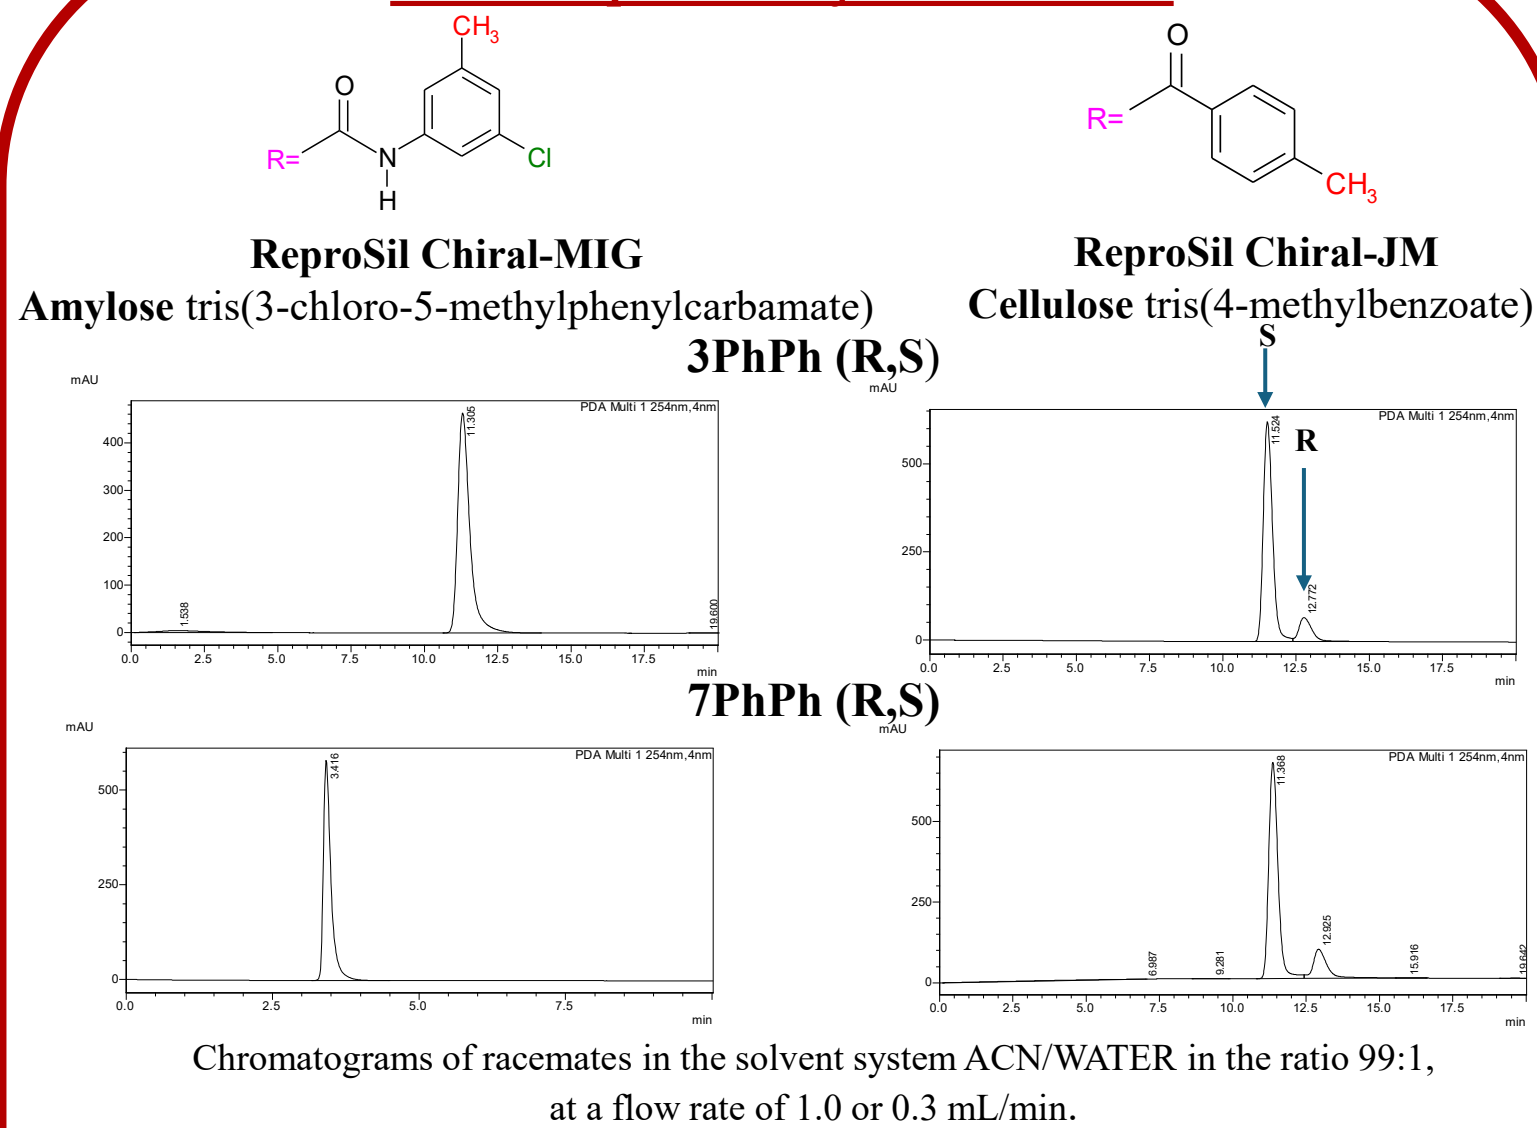 CH3
O
R=
N
H
Cl
O
R=
CH3
ReproSil Chiral-MIG
Amylose tris(3-chloro-5-methylphenylcarbamate)
ReproSil Chiral-JM
Cellulose tris(4-methylbenzoate)
3PhPh (R,S)
mAU
PDA Multi 1 254nm,4nm
400
300
200
100
0
1.538
11.305
19.600
0.0 2.5 5.0 7.5 10.0 12.5 15.0 17.5
min
S
R
mAU
PDA Multi 1 254nm,4nm
500
250
0
11.524
12.772
0.0 2.5 5.0 7.5 10.0 12.5 15.0 17.5
min
7PhPh (R,S)
mAU
PDA Multi 1 254nm,4nm
500
250
0
3.416
0.0 2.5 5.0 7.5
min
mAU
PDA Multi 1 254nm,4nm
500
250
0
6.987
9.281
11.368
12.925
15.916
19.642
0.0 2.5 5.0 7.5 10.0 12.5 15.0 17.5
min
Chromatograms of racemates in the solvent system ACN/WATER in the ratio 99:1,
at a flow rate of 1.0 or 0.3 mL/min.